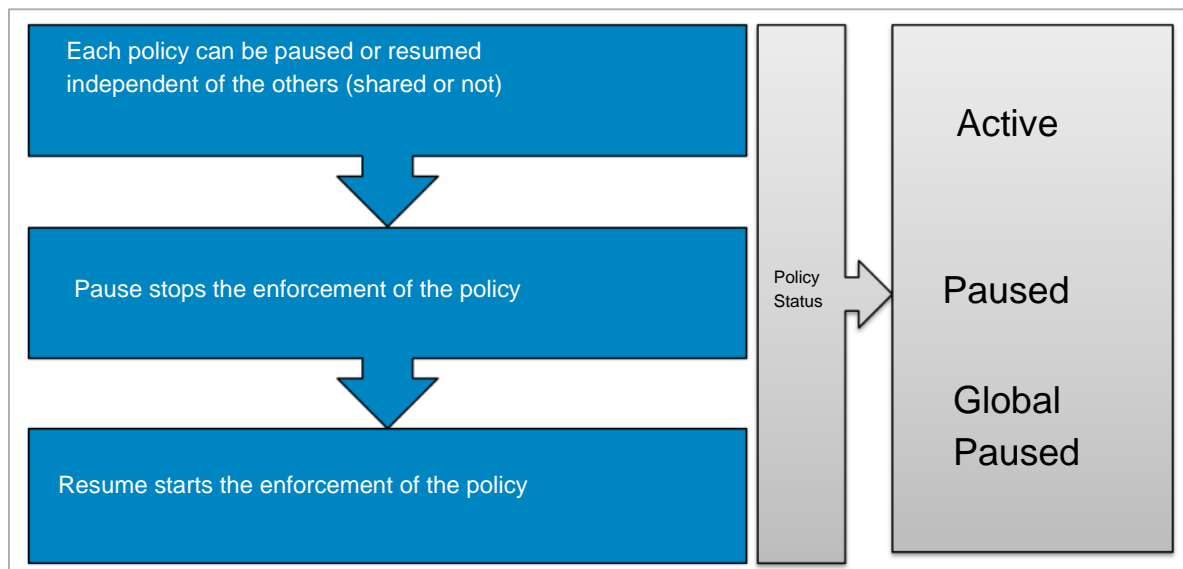 Each policy can be paused or resumed
independent of the others (shared or not)
Pause stops the enforcement of the policy
Resume starts the enforcement of the policy
Policy
Status
Active
Paused
Global
Paused